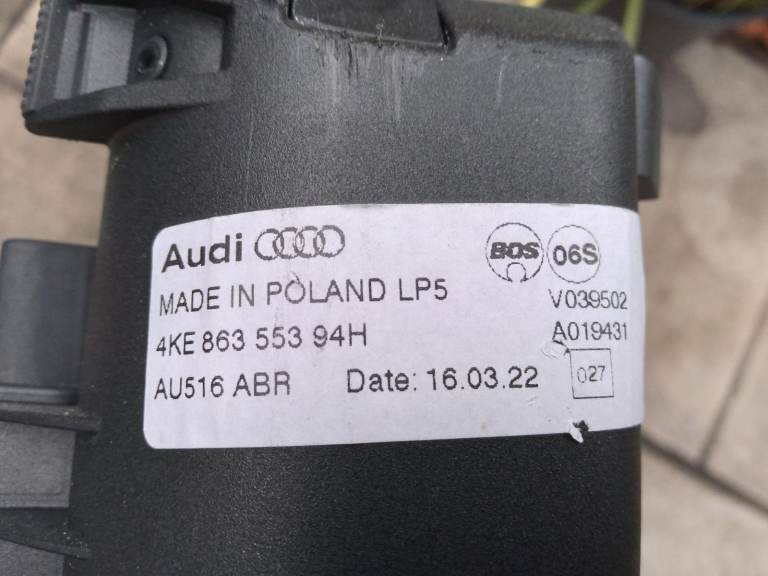 Audi
BOS 06S
MADE IN POLAND LP5 V039502
4KE 863 553 94H A019431
AU516 ABR Date: 16.03.22 027